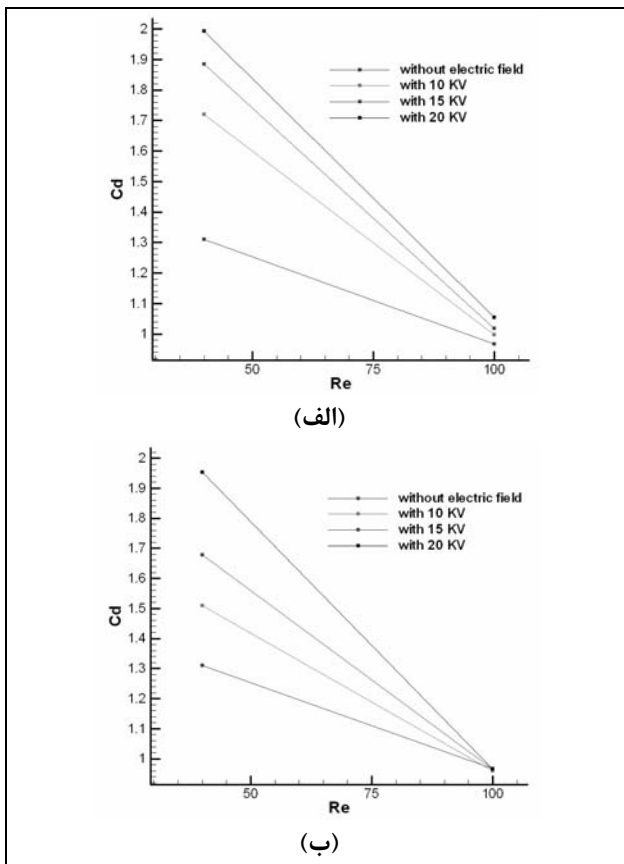 2
1.9
1.8
1.7
1.6
1.5
1.4
1.3
1.2
1.1
1
Cd
without electric field
with 10 KV
with 15 KV
with 20 KV
50 75 100
Re
(الف)
2
1.9
1.8
1.7
1.6
1.5
1.4
1.3
1.2
1.1
1
Cd
without electric field
with 10 KV
with 15 KV
with 20 KV
50 75 100
Re
(ب)